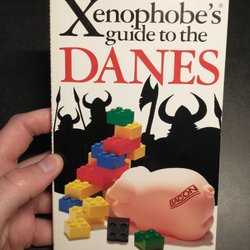 Xenophobe's®
guide to the
DANES
BACON